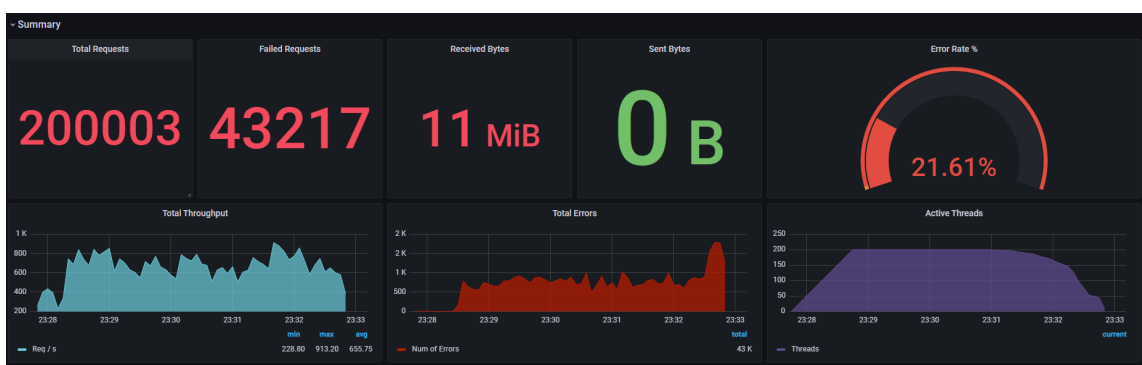 Summary
Total Requests
Failed Requests
Received Bytes
Sent Bytes
Error Rate %
200003
43217
11 MiB
0 B
21.61%
Total Throughput
1 K
800
600
400
200
23:28
23:29
23:30
23:31
23:32
23:33
min max avg
Req / s 228.80 913.20 655.75
Total Errors
2 K
2 K
1 K
500
0
23:28
23:29
23:30
23:31
23:32
23:33
total
Num of Errors 43 K
Active Threads
250
200
150
100
50
0
23:28
23:29
23:30
23:31
23:32
23:33
current
Threads